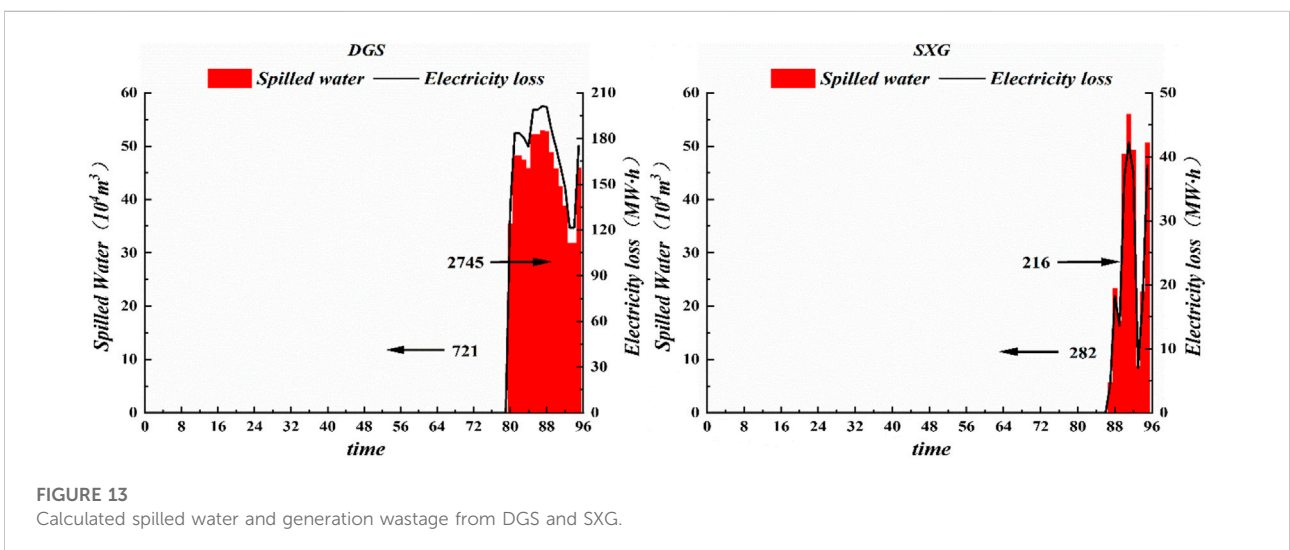 DGS
Spilled water Electricity loss
60
50
40
30
20
10
0
Spilled Water (10⁴m³)
210
180
150
120
90
60
30
0
Electricity loss (MW·h)
2745
721
0 8 16 24 32 40 48 56 64 72 80 88 96
time
SXG
Spilled water Electricity loss
60
50
40
30
20
10
0
Spilled Water (10⁴m³)
50
40
30
20
10
0
Electricity loss (MW·h)
216
282
0 8 16 24 32 40 48 56 64 72 80 88 96
time
FIGURE 13
Calculated spilled water and generation wastage from DGS and SXG.